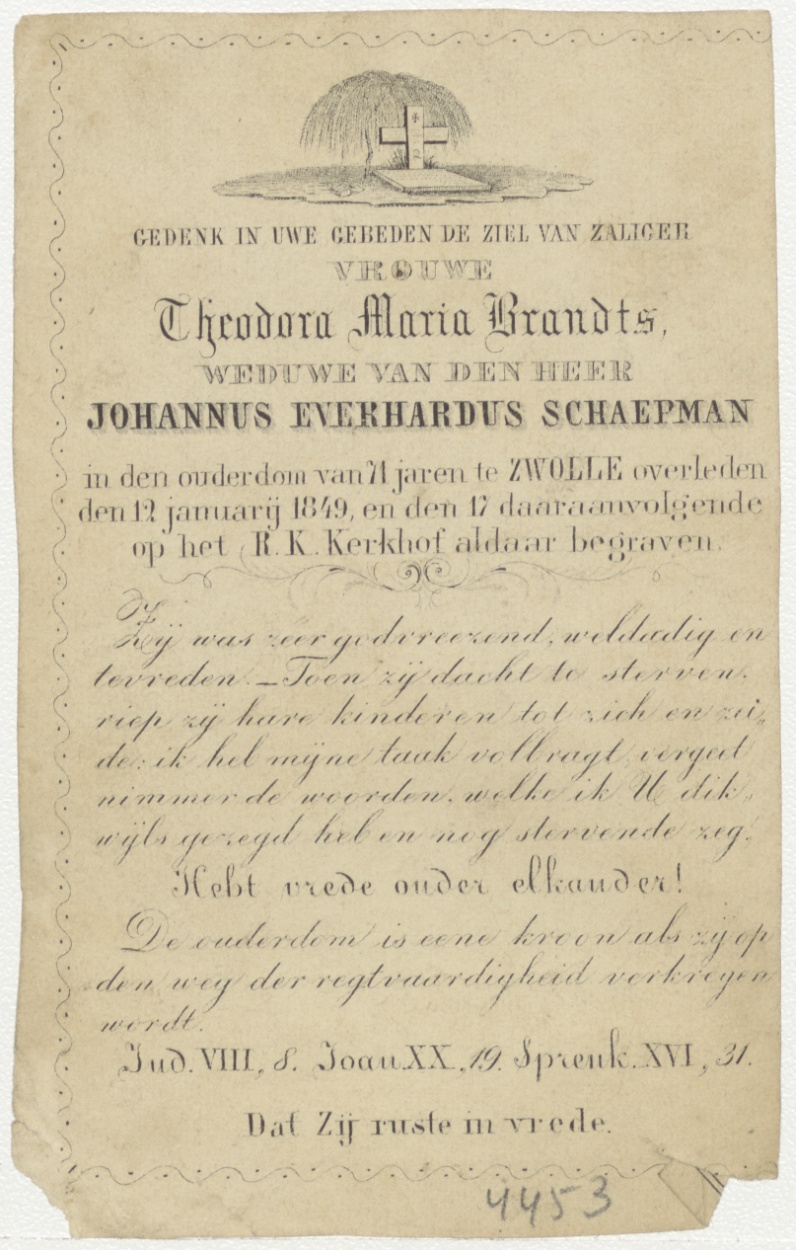 GEDENK IN UWE GEBEDEN DE ZIEL VAN ZALIGER
VROUWE
Theodora Maria Brandts,
WEDUWE VAN DEN HEER
JOHANNUS EVERHARDUS SCHAEPMAN
in den ouderdom van 71 jaren te ZWOLLE overleden
den 12 januarij 1849, en den 17 daaraanvolgende
op het R. K. Kerkhof aldaar begraven.
Zij was zeer godvreezend, weldadig en
tevreden. — Toen zij dacht te sterven,
riep zij hare kinderen tot zich en zei„
de: ik heb mijne taak volbragt, vergeet
nimmer de woorden, welke ik U dik„
wijls gezegd heb en nog stervende zeg:
Hebt vrede onder elkander!
De ouderdom is eene kroon als zij op
den weg der regtvaardigheid verkregen
wordt.
Jud. VIII, 8. Joan XX, 19. Spreuk. XVI, 31.
Dat Zij ruste in vrede.
4453